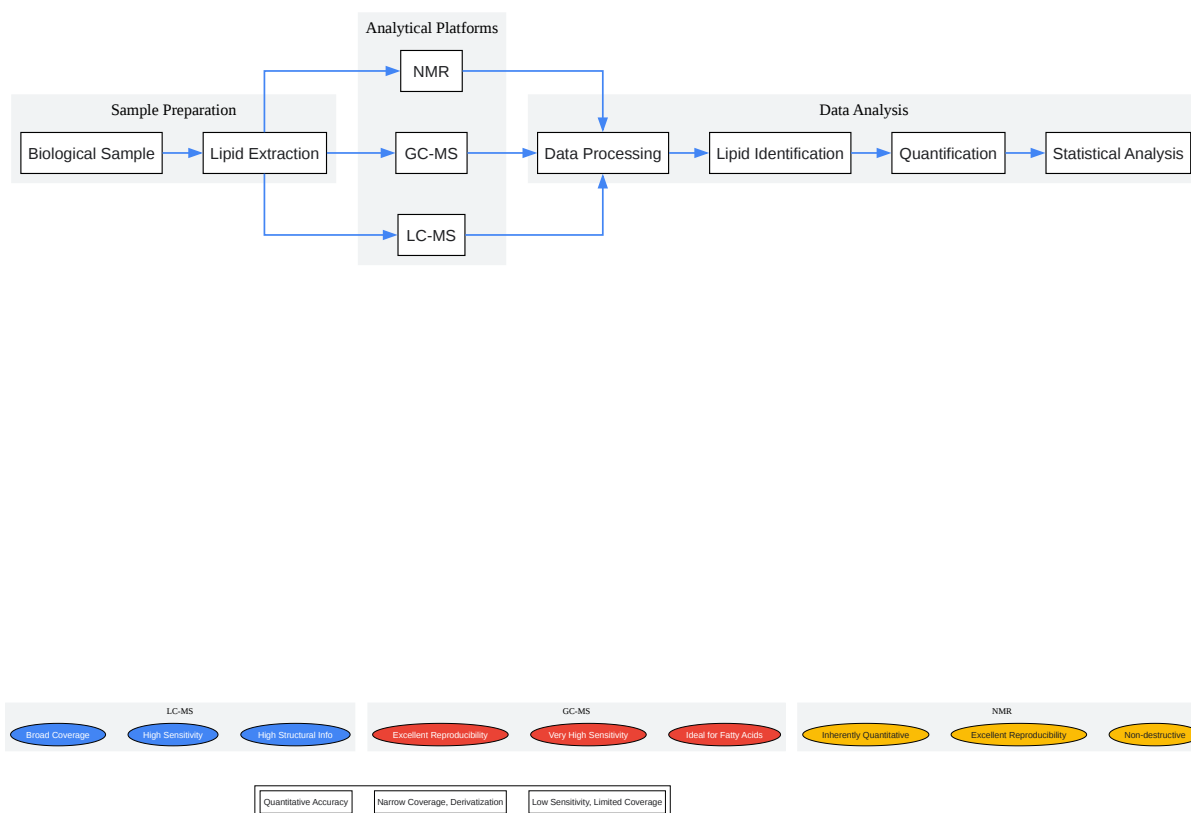 Analytical Platforms
NMR
Sample Preparation
Data Analysis
Biological Sample
Lipid Extraction
GC-MS
Data Processing
Lipid Identification
Quantification
Statistical Analysis
LC-MS
LC-MS
GC-MS
NMR
Broad Coverage
High Sensitivity
High Structural Info
Excellent Reproducibility
Very High Sensitivity
Ideal for Fatty Acids
Inherently Quantitative
Excellent Reproducibility
Non-destructive
Quantitative Accuracy
Narrow Coverage, Derivatization
Low Sensitivity, Limited Coverage